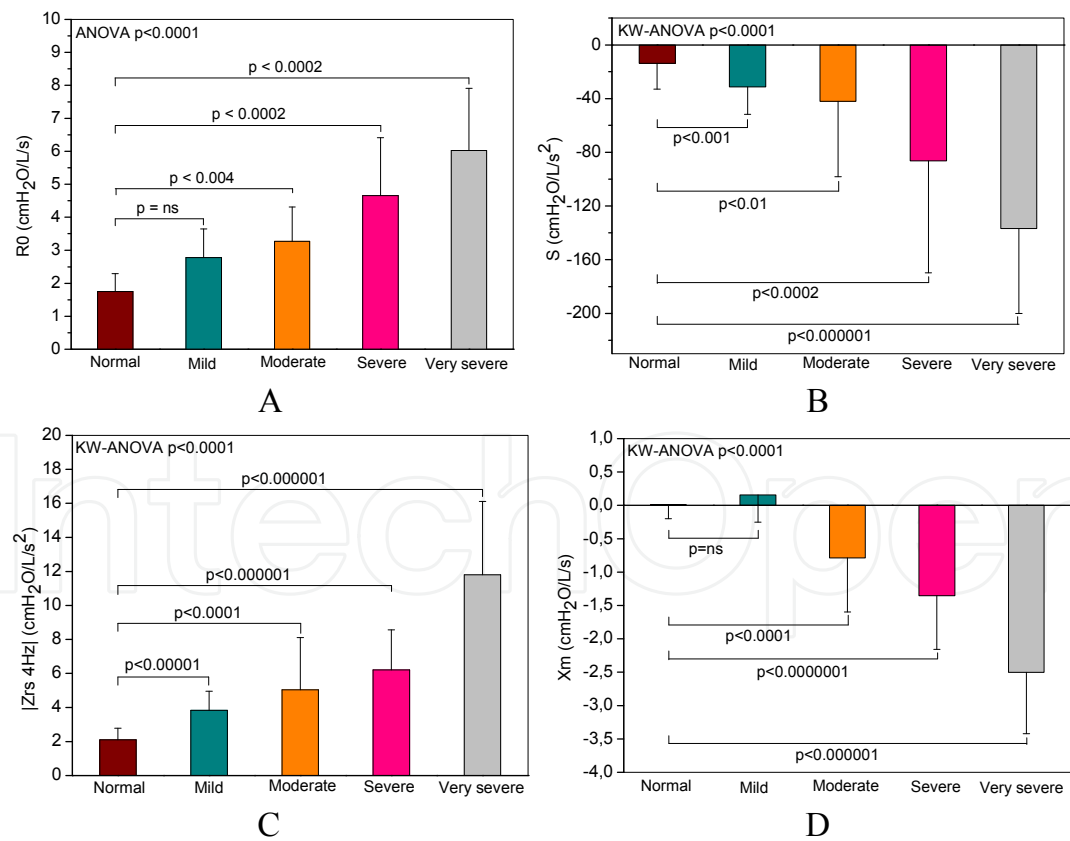 ANOVA p<0.0001
p < 0.0002
p < 0.0002
p < 0.004
p = ns
R0 (cmH2O/L/s)
10
9
8
7
6
5
4
3
2
1
0
Normal Mild Moderate Severe Very severe
A
KW-ANOVA p<0.0001
p<0.001
p<0.01
p<0.0002
p<0.000001
S (cmH2O/L/s2)
0
-40
-80
-120
-160
-200
Normal Mild Moderate Severe Very severe
B
KW-ANOVA p<0.0001
p<0.000001
p<0.000001
p<0.0001
p<0.00001
|Zrs 4Hz| (cmH2O/L/s2)
20
18
16
14
12
10
8
6
4
2
0
Normal Mild Moderate Severe Very severe
C
KW-ANOVA p<0.0001
p=ns
p<0.0001
p<0.0000001
p<0.000001
Xm (cmH2O/L/s)
1,0
0,5
0,0
-0,5
-1,0
-1,5
-2,0
-2,5
-3,0
-3,5
-4,0
Normal Mild Moderate Severe Very severe
D
IntechOpen